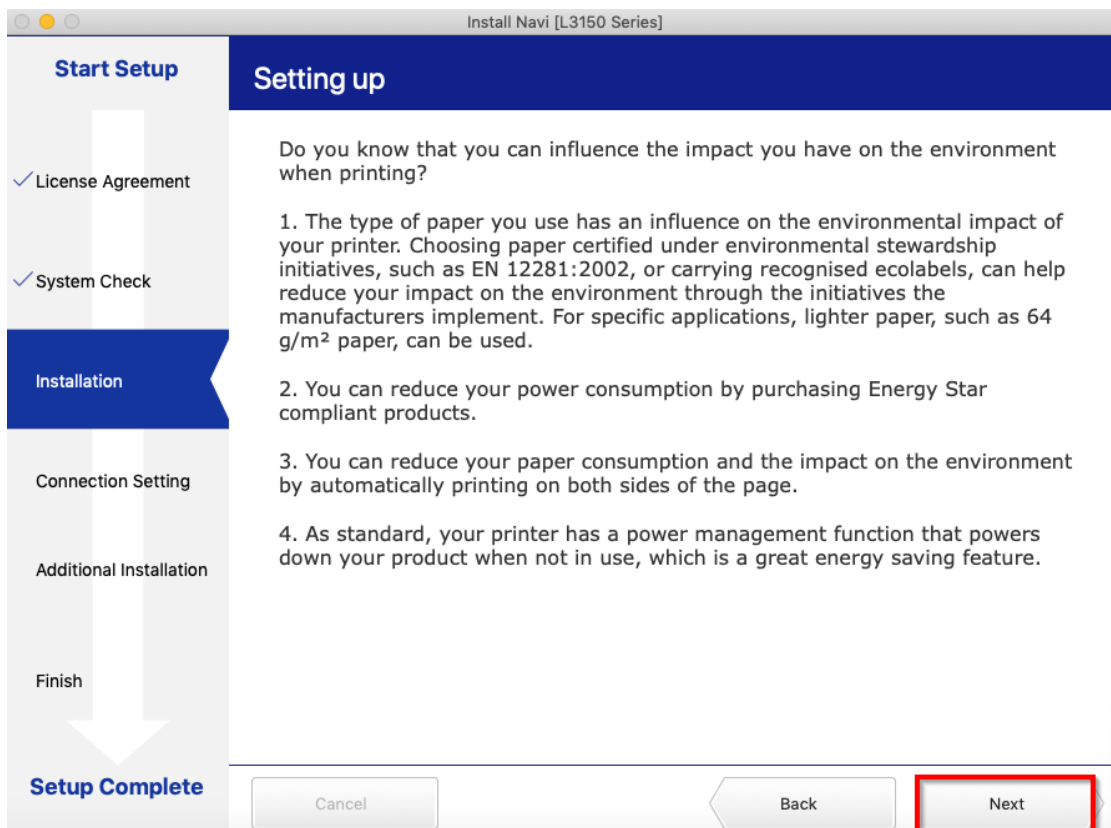 Install Navi [L3150 Series]
Start Setup
License Agreement
System Check
Installation
Connection Setting
Additional Installation
Finish
Setup Complete
Setting up
Do you know that you can influence the impact you have on the environment
when printing?
1. The type of paper you use has an influence on the environmental impact of
your printer. Choosing paper certified under environmental stewardship
initiatives, such as EN 12281:2002, or carrying recognised ecolabels, can help
reduce your impact on the environment through the initiatives the
manufacturers implement. For specific applications, lighter paper, such as 64
g/m² paper, can be used.
2. You can reduce your power consumption by purchasing Energy Star
compliant products.
3. You can reduce your paper consumption and the impact on the environment
by automatically printing on both sides of the page.
4. As standard, your printer has a power management function that powers
down your product when not in use, which is a great energy saving feature.
Cancel
Back
Next